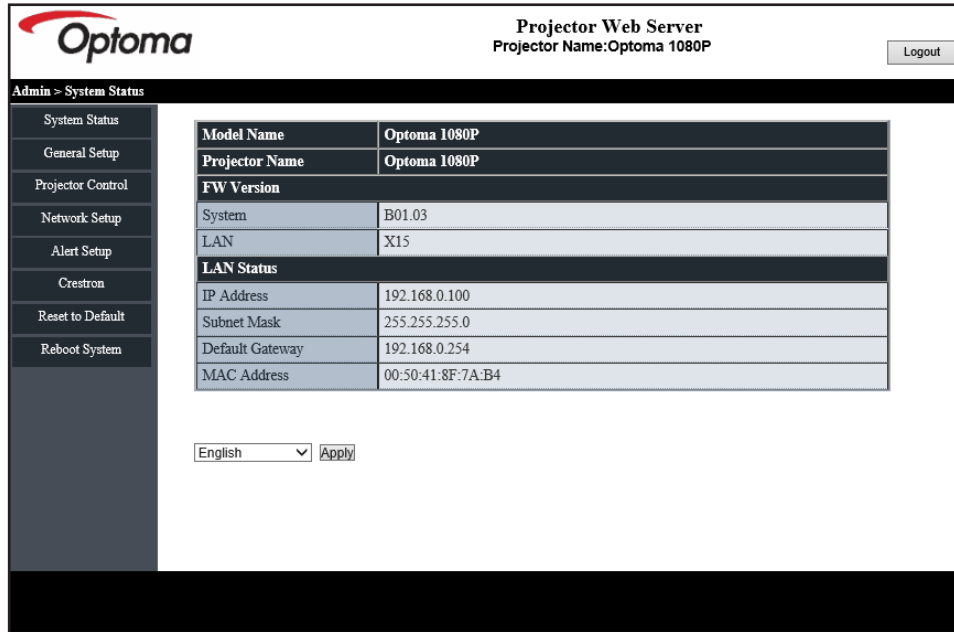 Optoma
Projector Web Server
Projector Name:Optoma 1080P
Logout
Admin > System Status
System Status
General Setup
Projector Control
Network Setup
Alert Setup
Crestron
Reset to Default
Reboot System
Model Name Optoma 1080P
Projector Name Optoma 1080P
FW Version
System B01.03
LAN X15
LAN Status
IP Address 192.168.0.100
Subnet Mask 255.255.255.0
Default Gateway 192.168.0.254
MAC Address 00:50:41:8F:7A:B4
English Apply